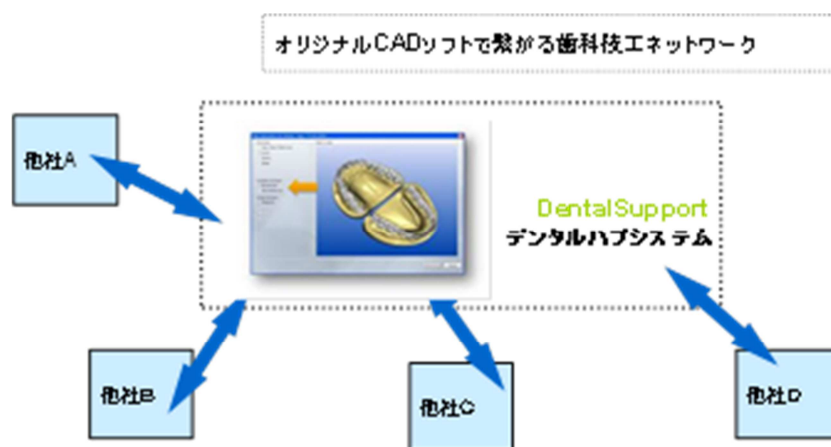 オリジナルCADソフトで繋がる歯科技工ネットワーク
他社A
DentalSupport
デンタルハブシステム
他社B
他社C
他社D